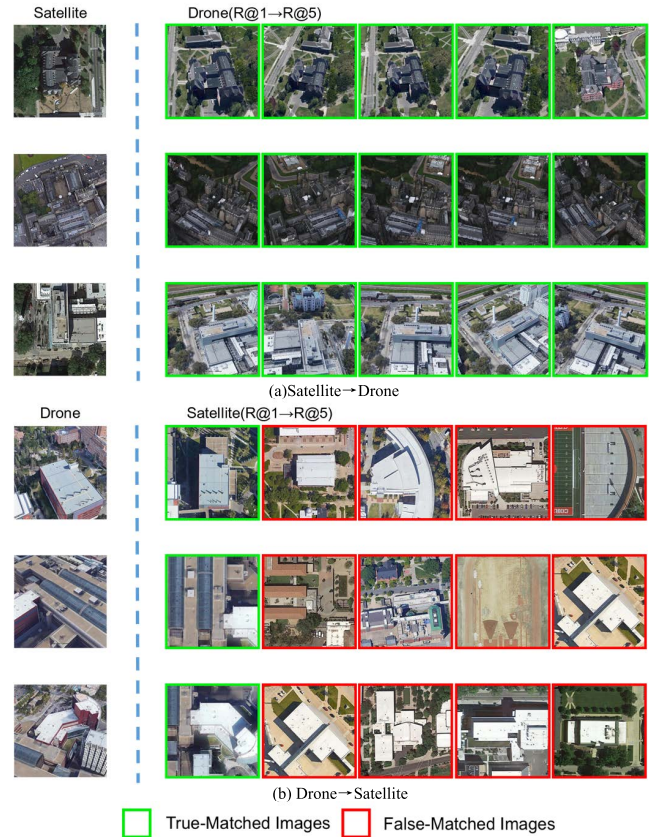 Satellite
Drone(R@1→R@5)
(a)Satellite→Drone
Drone
Satellite(R@1→R@5)
(b) Drone→Satellite
True-Matched Images
False-Matched Images